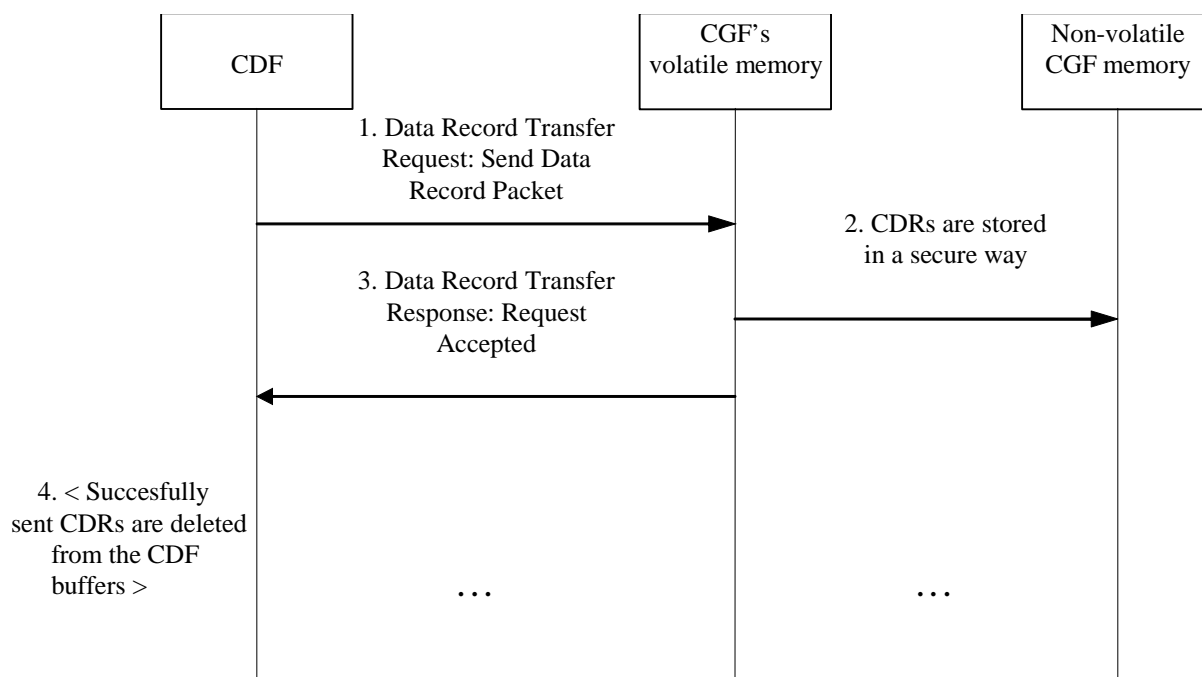 CDF
CGF’s
volatile memory
Non-volatile
CGF memory
1. Data Record Transfer
Request: Send Data
Record Packet
2. CDRs are stored
in a secure way
3. Data Record Transfer
Response: Request
Accepted
4. < Succesfully
sent CDRs are deleted
from the CDF
buffers >
...
...